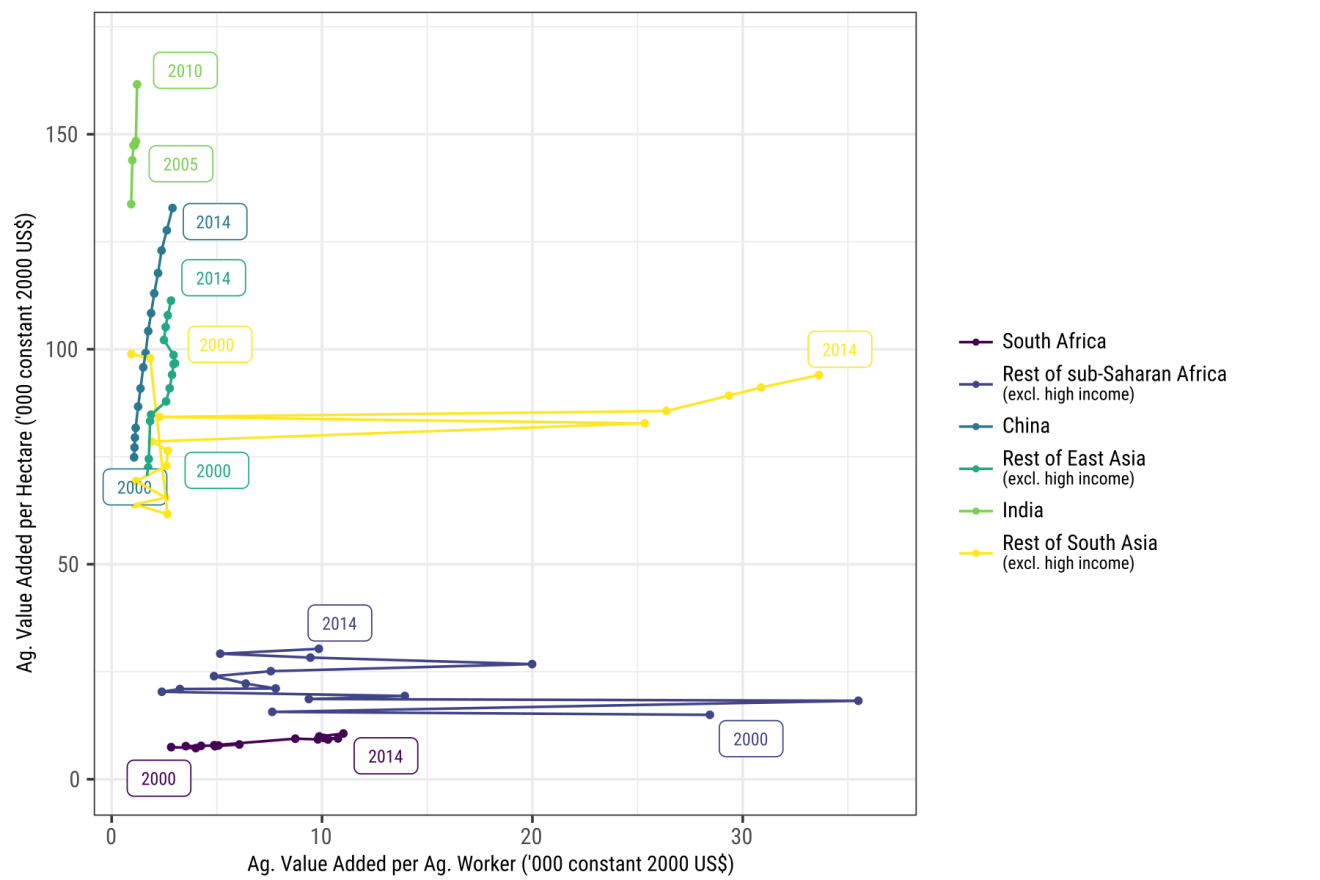 2010
150
2005
2014
2014
2000
100
2014
2000
2000
50
2014
2000
2014
0
2000
0
10
20
30
Ag. Value Added per Ag. Worker ('000 constant 2000 US$)
Ag. Value Added per Hectare ('000 constant 2000 US$)
South Africa
Rest of sub-Saharan Africa
(excl. high income)
China
Rest of East Asia
(excl. high income)
India
Rest of South Asia
(excl. high income)